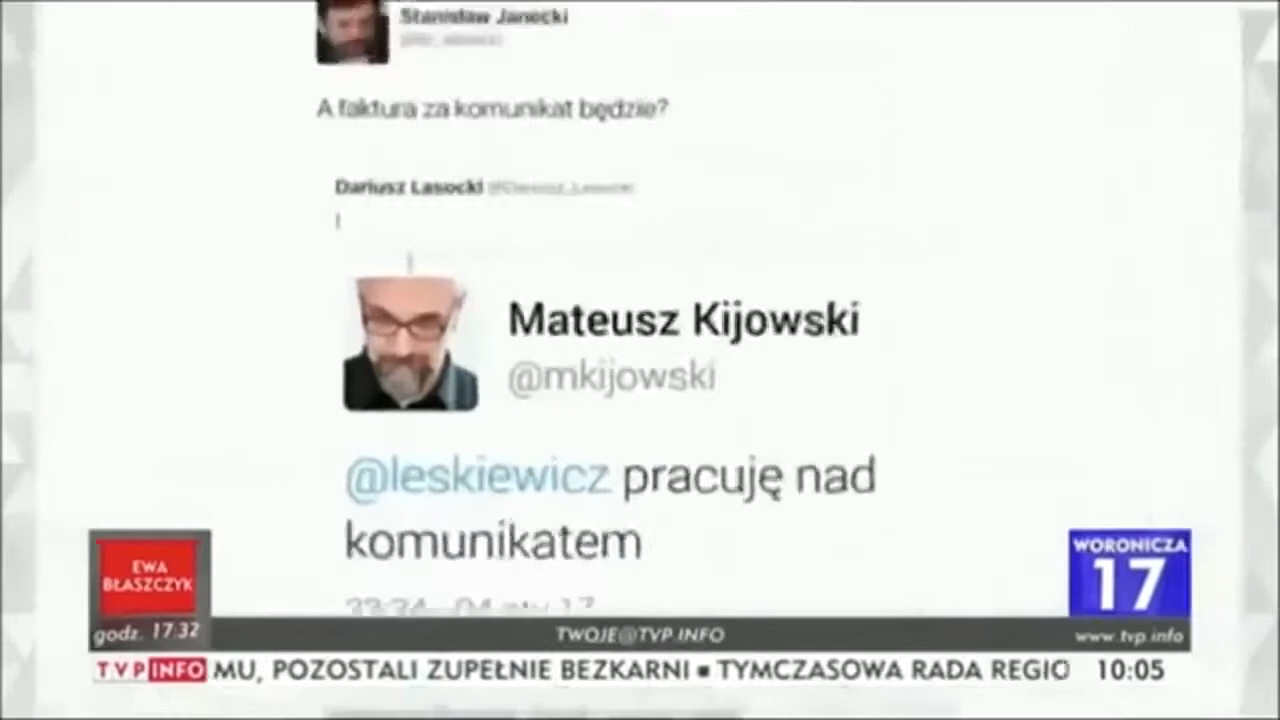 Stanisław Janecki
A faktura za komunikat będzie?
Dariusz Lasocki
Mateusz Kijowski
@mkijowski
@leskiewicz pracuję nad
komunikatem
EWA
BŁASZCZYK
godz. 17.32
WORONICZA
17
TWOJE@TVP.INFO
www.tvp.info
TVP INFO MU, POZOSTALI ZUPEŁNIE BEZKARNI ▪ TYMCZASOWA RADA REGIO 10:05